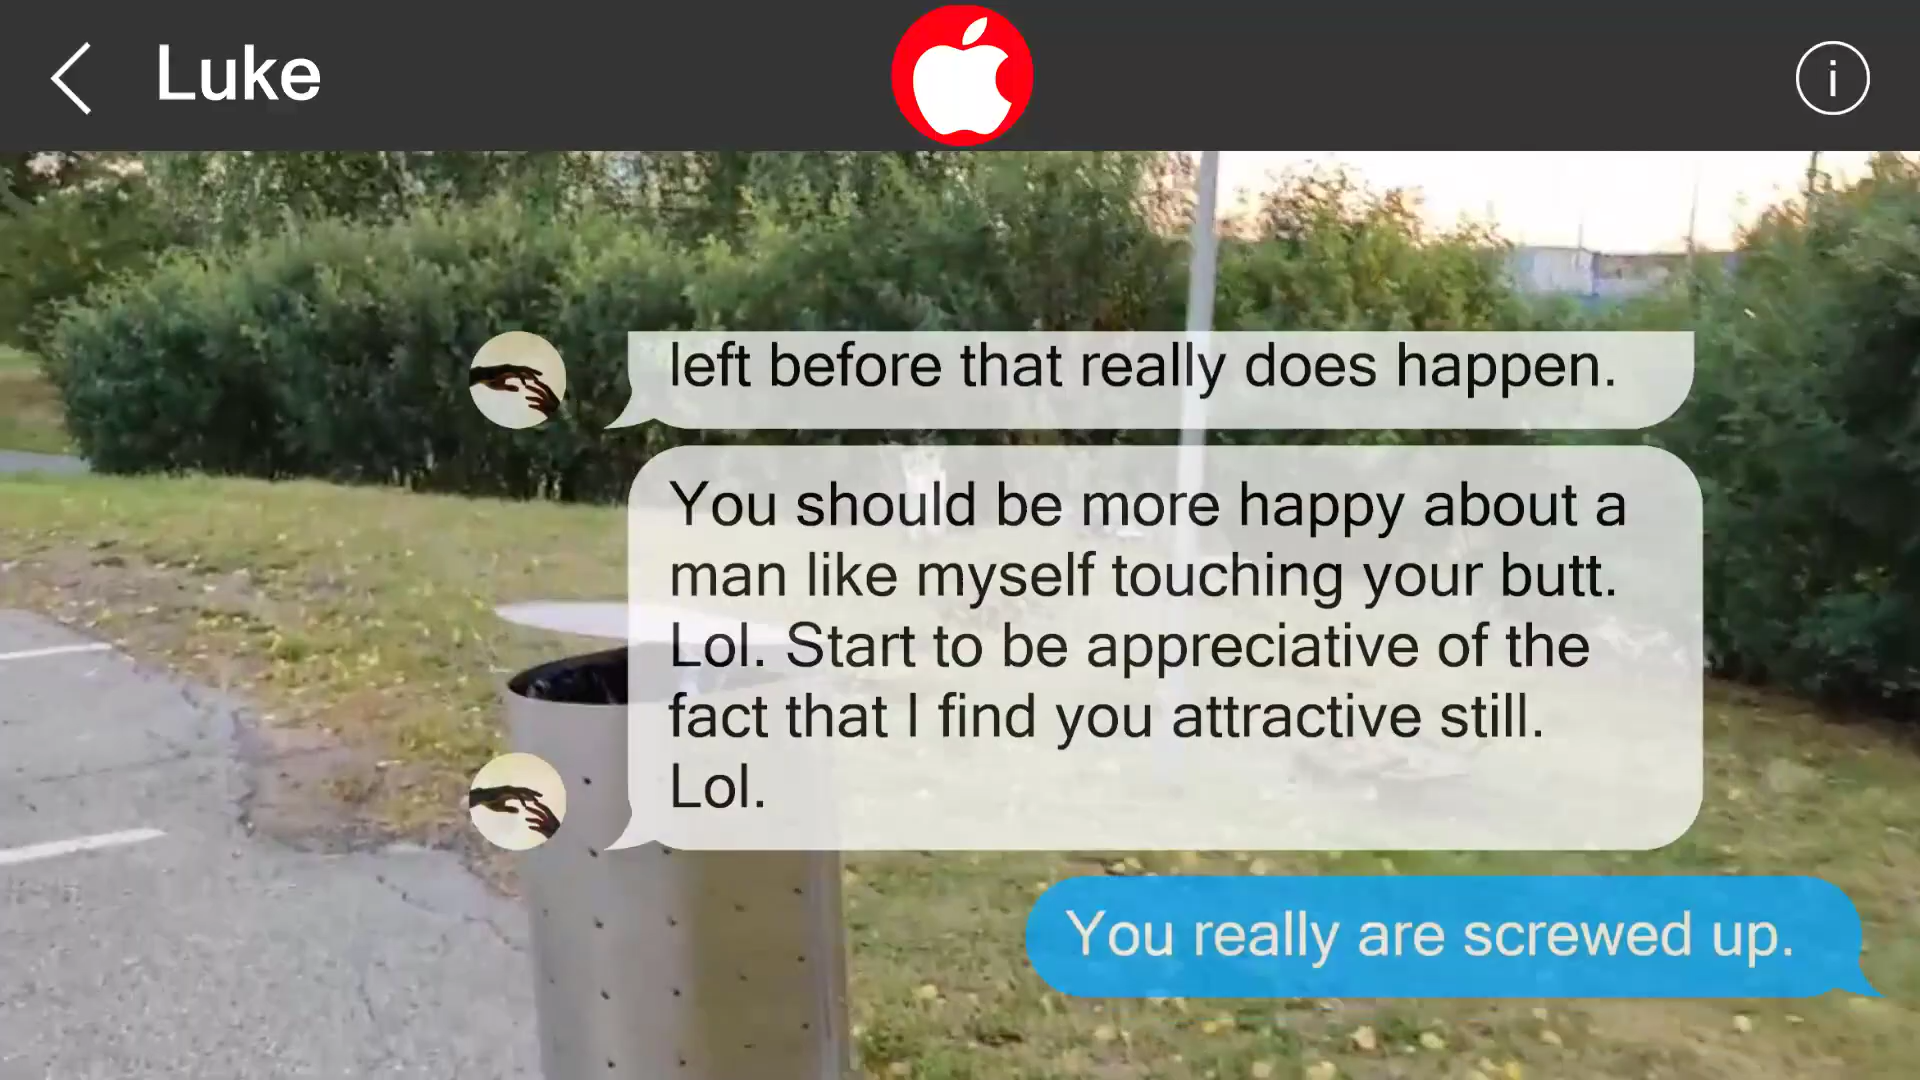 Luke
i
left before that really does happen.
You should be more happy about a
man like myself touching your butt.
Lol. Start to be appreciative of the
fact that I find you attractive still.
Lol.
You really are screwed up.